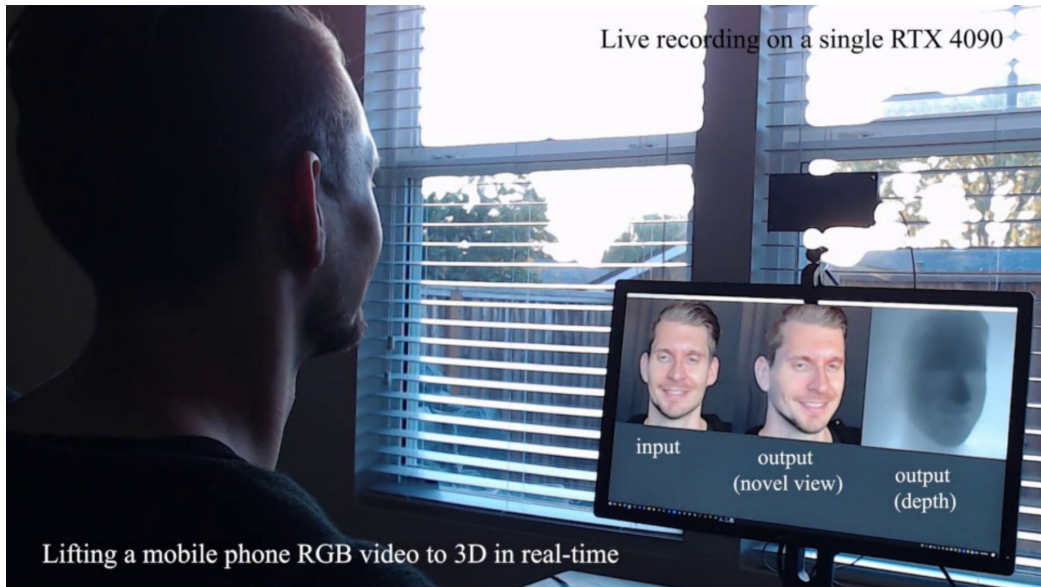 Live recording on a single RTX 4090
input
output
(novel view)
output
(depth)
Lifting a mobile phone RGB video to 3D in real-time